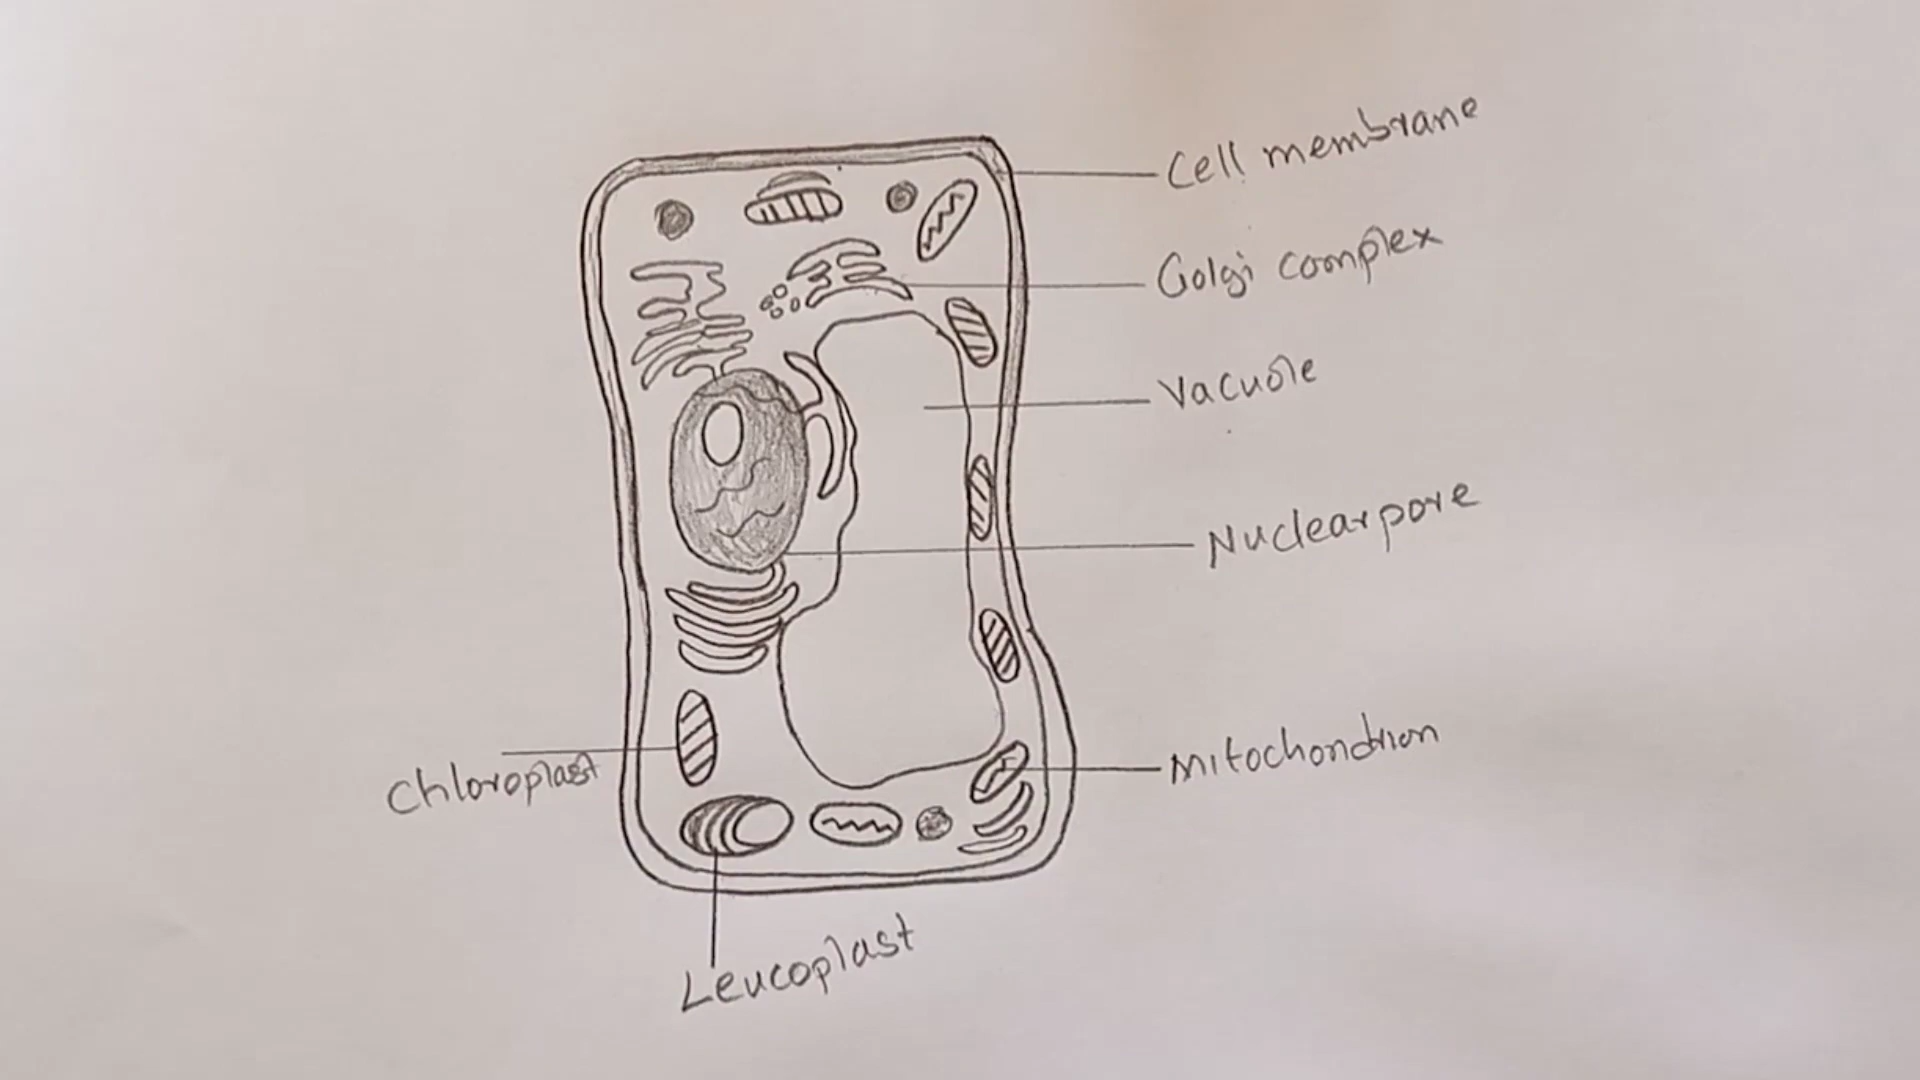 Cell membrane
Golgi complex
Vacuole
Nuclearpore
Mitochondrion
Chloroplast
Leucoplast